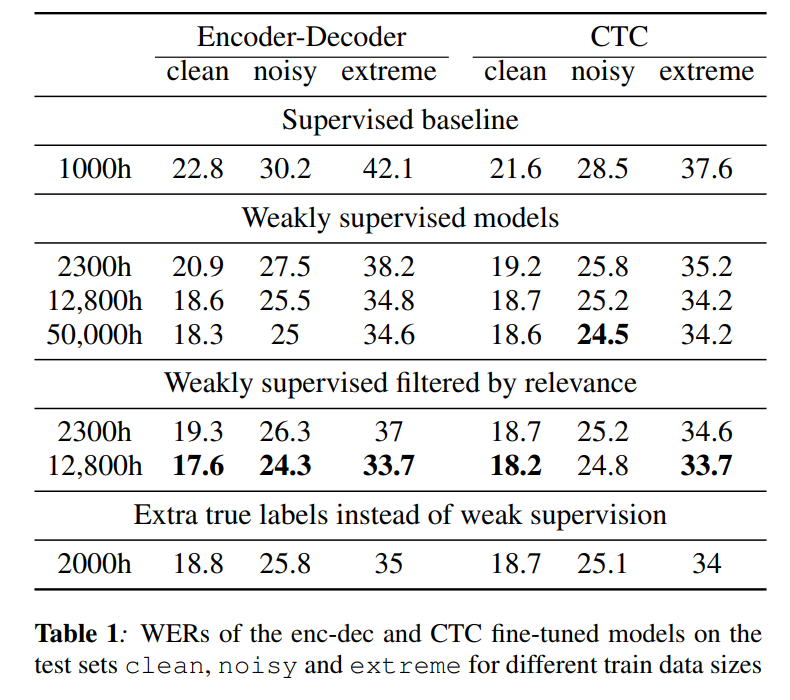 Encoder-Decoder CTC
clean noisy extreme clean noisy extreme
Supervised baseline
1000h 22.8 30.2 42.1 21.6 28.5 37.6
Weakly supervised models
2300h 20.9 27.5 38.2 19.2 25.8 35.2
12,800h 18.6 25.5 34.8 18.7 25.2 34.2
50,000h 18.3 25 34.6 18.6 24.5 34.2
Weakly supervised filtered by relevance
2300h 19.3 26.3 37 18.7 25.2 34.6
12,800h 17.6 24.3 33.7 18.2 24.8 33.7
Extra true labels instead of weak supervision
2000h 18.8 25.8 35 18.7 25.1 34
Table 1: WERs of the enc-dec and CTC fine-tuned models on the
test sets clean, noisy and extreme for different train data sizes